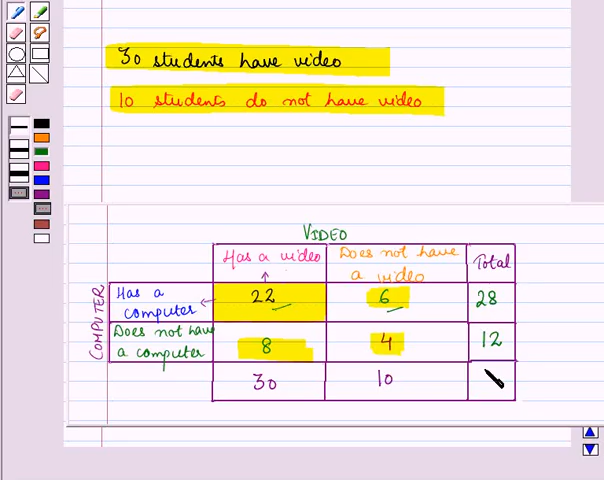 30 students have video
10 students do not have video
VIDEO
Has a video
Does not have
a video
Total
COMPUTER
Has a
computer
22
6
28
Does not have
a computer
8
4
12
30
10